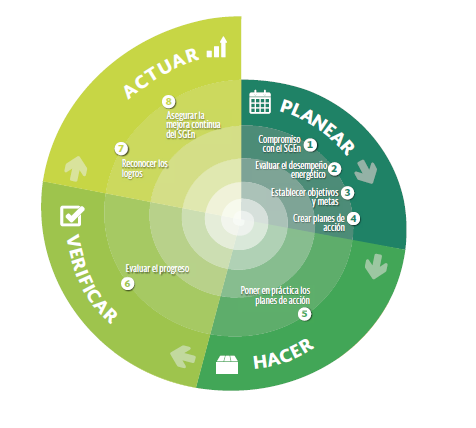 PLANEAR
Compromiso
con el SGEn
1
Evaluar el desempeño
energético
2
Establecer objetivos
y metas
3
Crear planes de
acción
4
HACER
Poner en práctica los
planes de acción
5
VERIFICAR
Evaluar el progreso
6
ACTUAR
7
Reconocer los
logros
8
Asegurar la
mejora continua
del SGEn